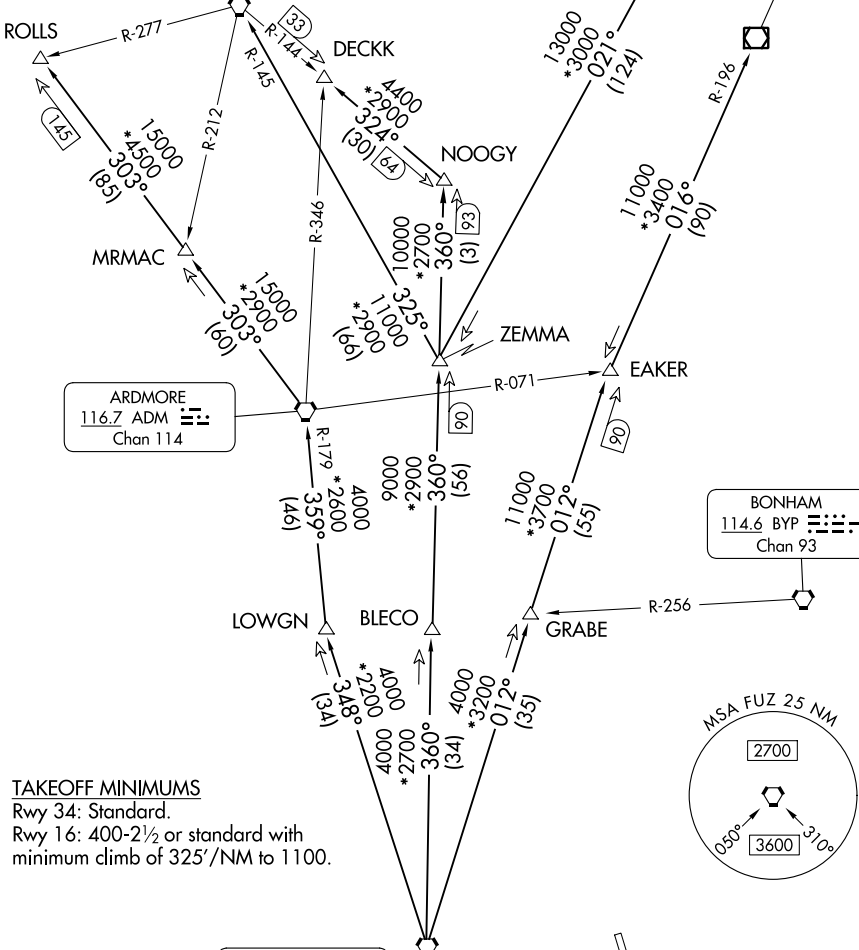 ROLLS
R-277
33
R-144
DECKK
R-145
13000
*3000
021°
(124)
R-196
145
15000
*4500
303°
(85)
R-212
4400
*2900
324°
(30)
64
NOOGY
93
R-346
MRMAC
10000
*2700
360°
(3)
11000
*3400
016°
(90)
15000
*2900
303°
(60)
325°
11000
*2900
(66)
ZEMMA
EAKER
R-071
90
90
ARDMORE
116.7 ADM
Chan 114
R-179
4000
*2600
359°
(46)
9000
*2900
360°
(56)
11000
*3700
012°
(55)
BONHAM
114.6 BYP
Chan 93
R-256
LOWGN
BLECO
GRABE
4000
*2200
348°
(34)
4000
*2700
360°
(34)
4000
*3200
012°
(35)
MSA FUZ 25 NM
2700
050°
3600
310°
TAKEOFF MINIMUMS
Rwy 34: Standard.
Rwy 16: 400-2½ or standard with
minimum climb of 325'/NM to 1100.